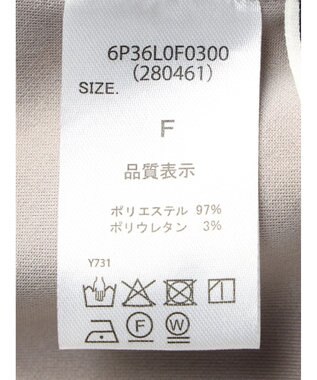 6P36L0F0300
(280461)
SIZE.
F
品質表示
ポリエステル 97%
ポリウレタン 3%
Y731
F W